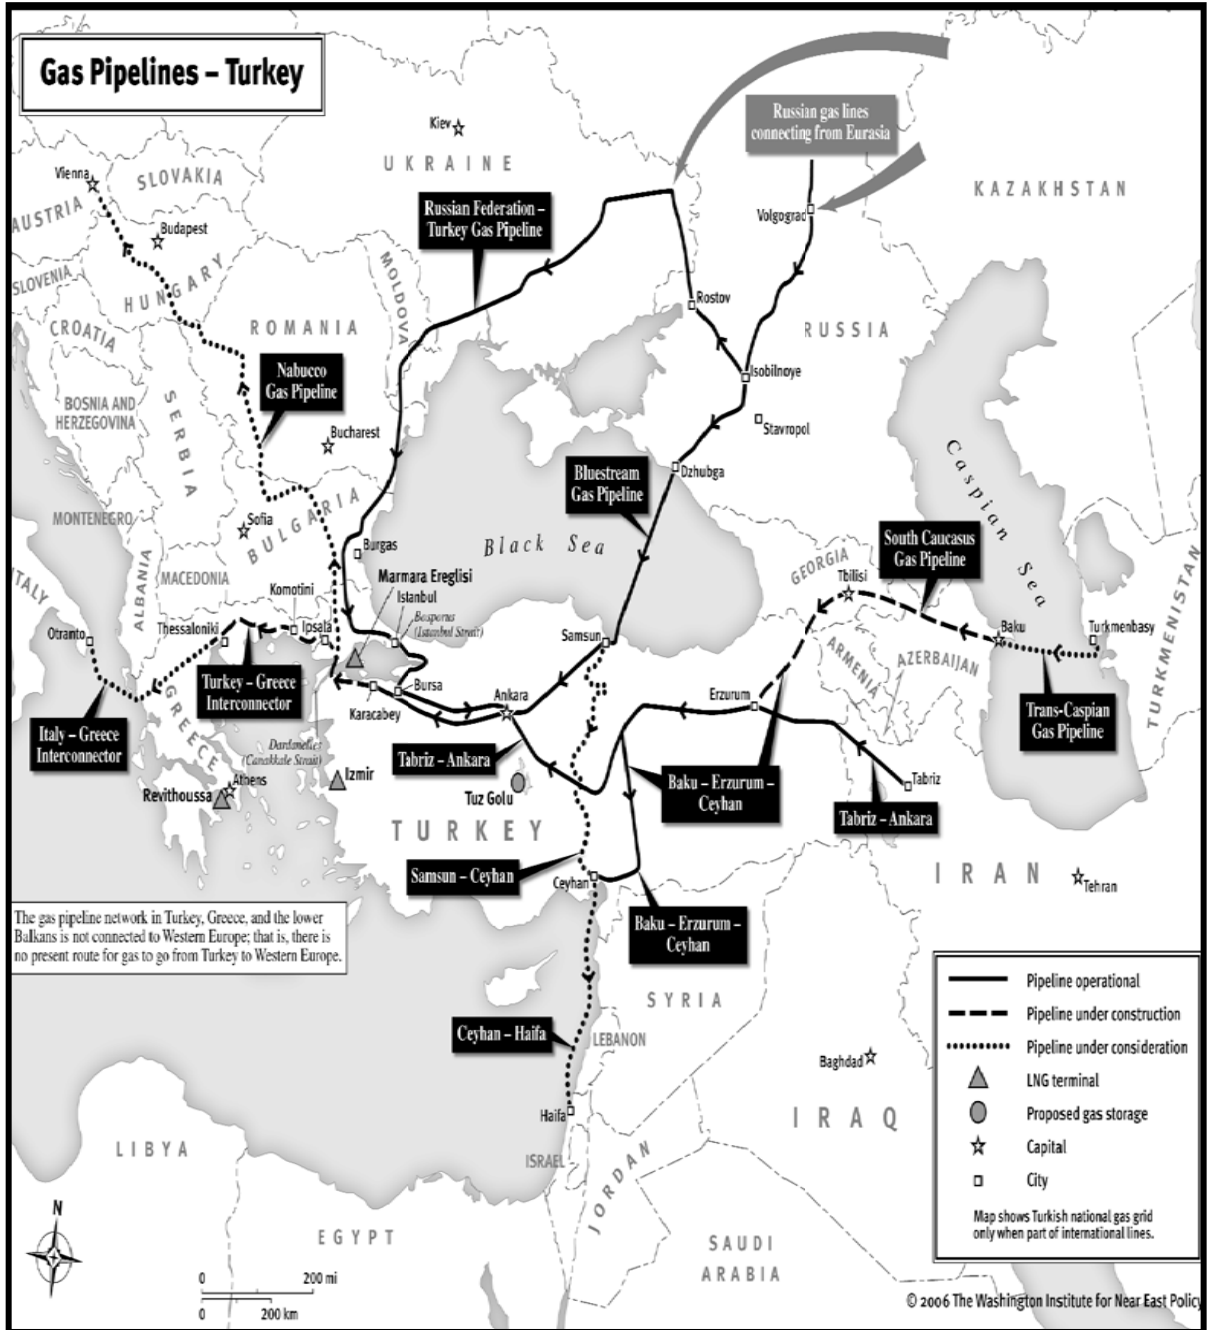 Gas Pipelines – Turkey
Russian gas lines
connecting from Eurasia
Kiev
UKRAINE
KAZAKHSTAN
Vienna
SLOVAKIA
AUSTRIA
Budapest
Russian Federation –
Turkey Gas Pipeline
Volgograd
SLOVENIA
HUNGARY
MOLDOVA
CROATIA
ROMANIA
Rostov
RUSSIA
Nabucco
Gas Pipeline
Isobilnoye
BOSNIA AND
HERZEGOVINA
SERBIA
Bucharest
Stavropol
Bluestream
Gas Pipeline
Dzhubga
Caspian Sea
MONTENEGRO
Sofia
BULGARIA
Burgas
Black Sea
South Caucasus
Gas Pipeline
GEORGIA
Tbilisi
ITALY
ALBANIA
MACEDONIA
Komotini
Marmara Ereglisi
Istanbul
Bosporus
(Istanbul Strait)
TURKMENISTAN
Otranto
Thessaloniki
Ipsala
Samsun
Baku
Turkmenbasy
ARMENIA
AZERBAIJAN
Turkey – Greece
Interconnector
Bursa
Karacabey
Ankara
Erzurum
Italy – Greece
Interconnector
GREECE
Trans-Caspian
Gas Pipeline
Dardanelles
(Canakkale Strait)
Tabriz – Ankara
Baku – Erzurum –
Ceyhan
Tabriz
Athens
Izmir
Revithoussa
Tuz Golu
Tabriz – Ankara
TURKEY
Samsun – Ceyhan
Ceyhan
IRAN
Tehran
The gas pipeline network in Turkey, Greece, and the lower
Balkans is not connected to Western Europe; that is, there is
no present route for gas to go from Turkey to Western Europe.
Baku – Erzurum –
Ceyhan
SYRIA
Ceyhan – Haifa
LEBANON
Baghdad
Haifa
IRAQ
LIBYA
ISRAEL
JORDAN
EGYPT
SAUDI
ARABIA
Pipeline operational
Pipeline under construction
Pipeline under consideration
LNG terminal
Proposed gas storage
Capital
City
Map shows Turkish national gas grid
only when part of international lines.
N
0 200 mi
0 200 km
© 2006 The Washington Institute for Near East Policy